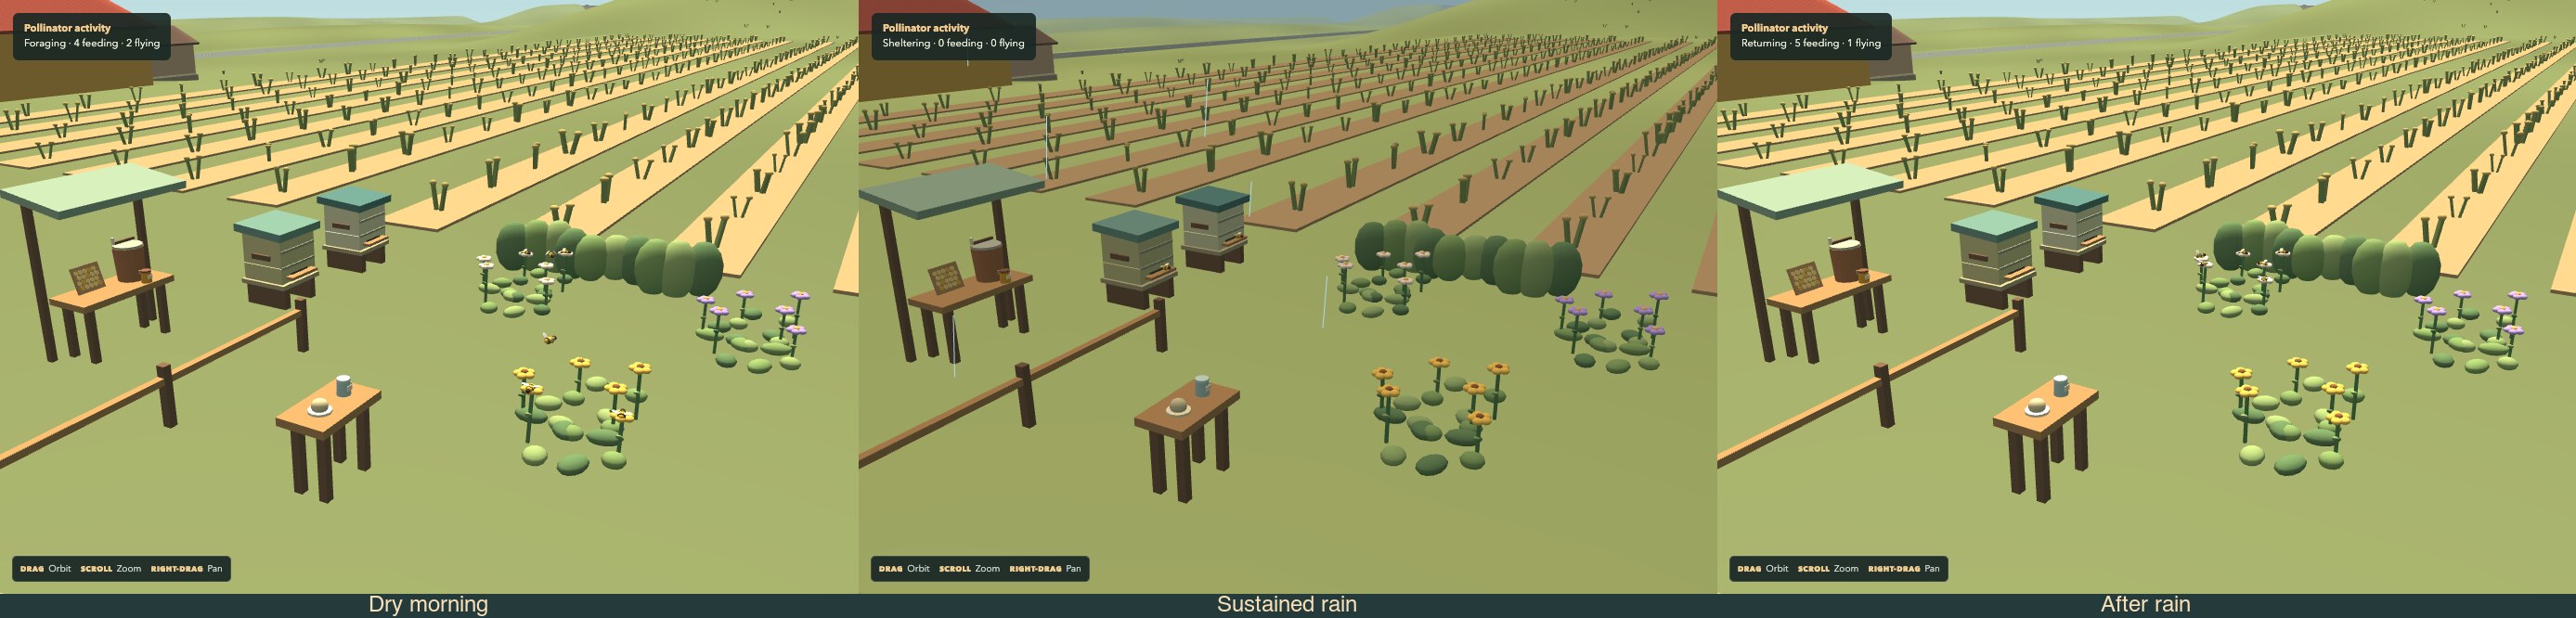 Pollinator activity
Foraging · 4 feeding · 2 flying
DRAG Orbit SCROLL Zoom RIGHT-DRAG Pan
Dry morning
Pollinator activity
Sheltering · 0 feeding · 0 flying
DRAG Orbit SCROLL Zoom RIGHT-DRAG Pan
Sustained rain
Pollinator activity
Returning · 5 feeding · 1 flying
DRAG Orbit SCROLL Zoom RIGHT-DRAG Pan
After rain